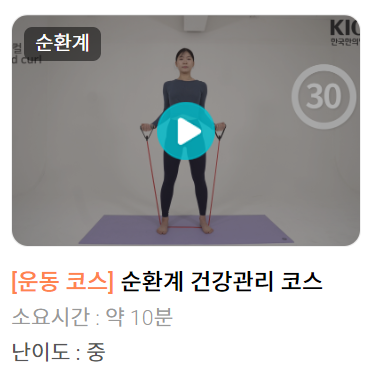 순환계
30
[운동 코스] 순환계 건강관리 코스
소요시간 : 약 10분
난이도 : 중